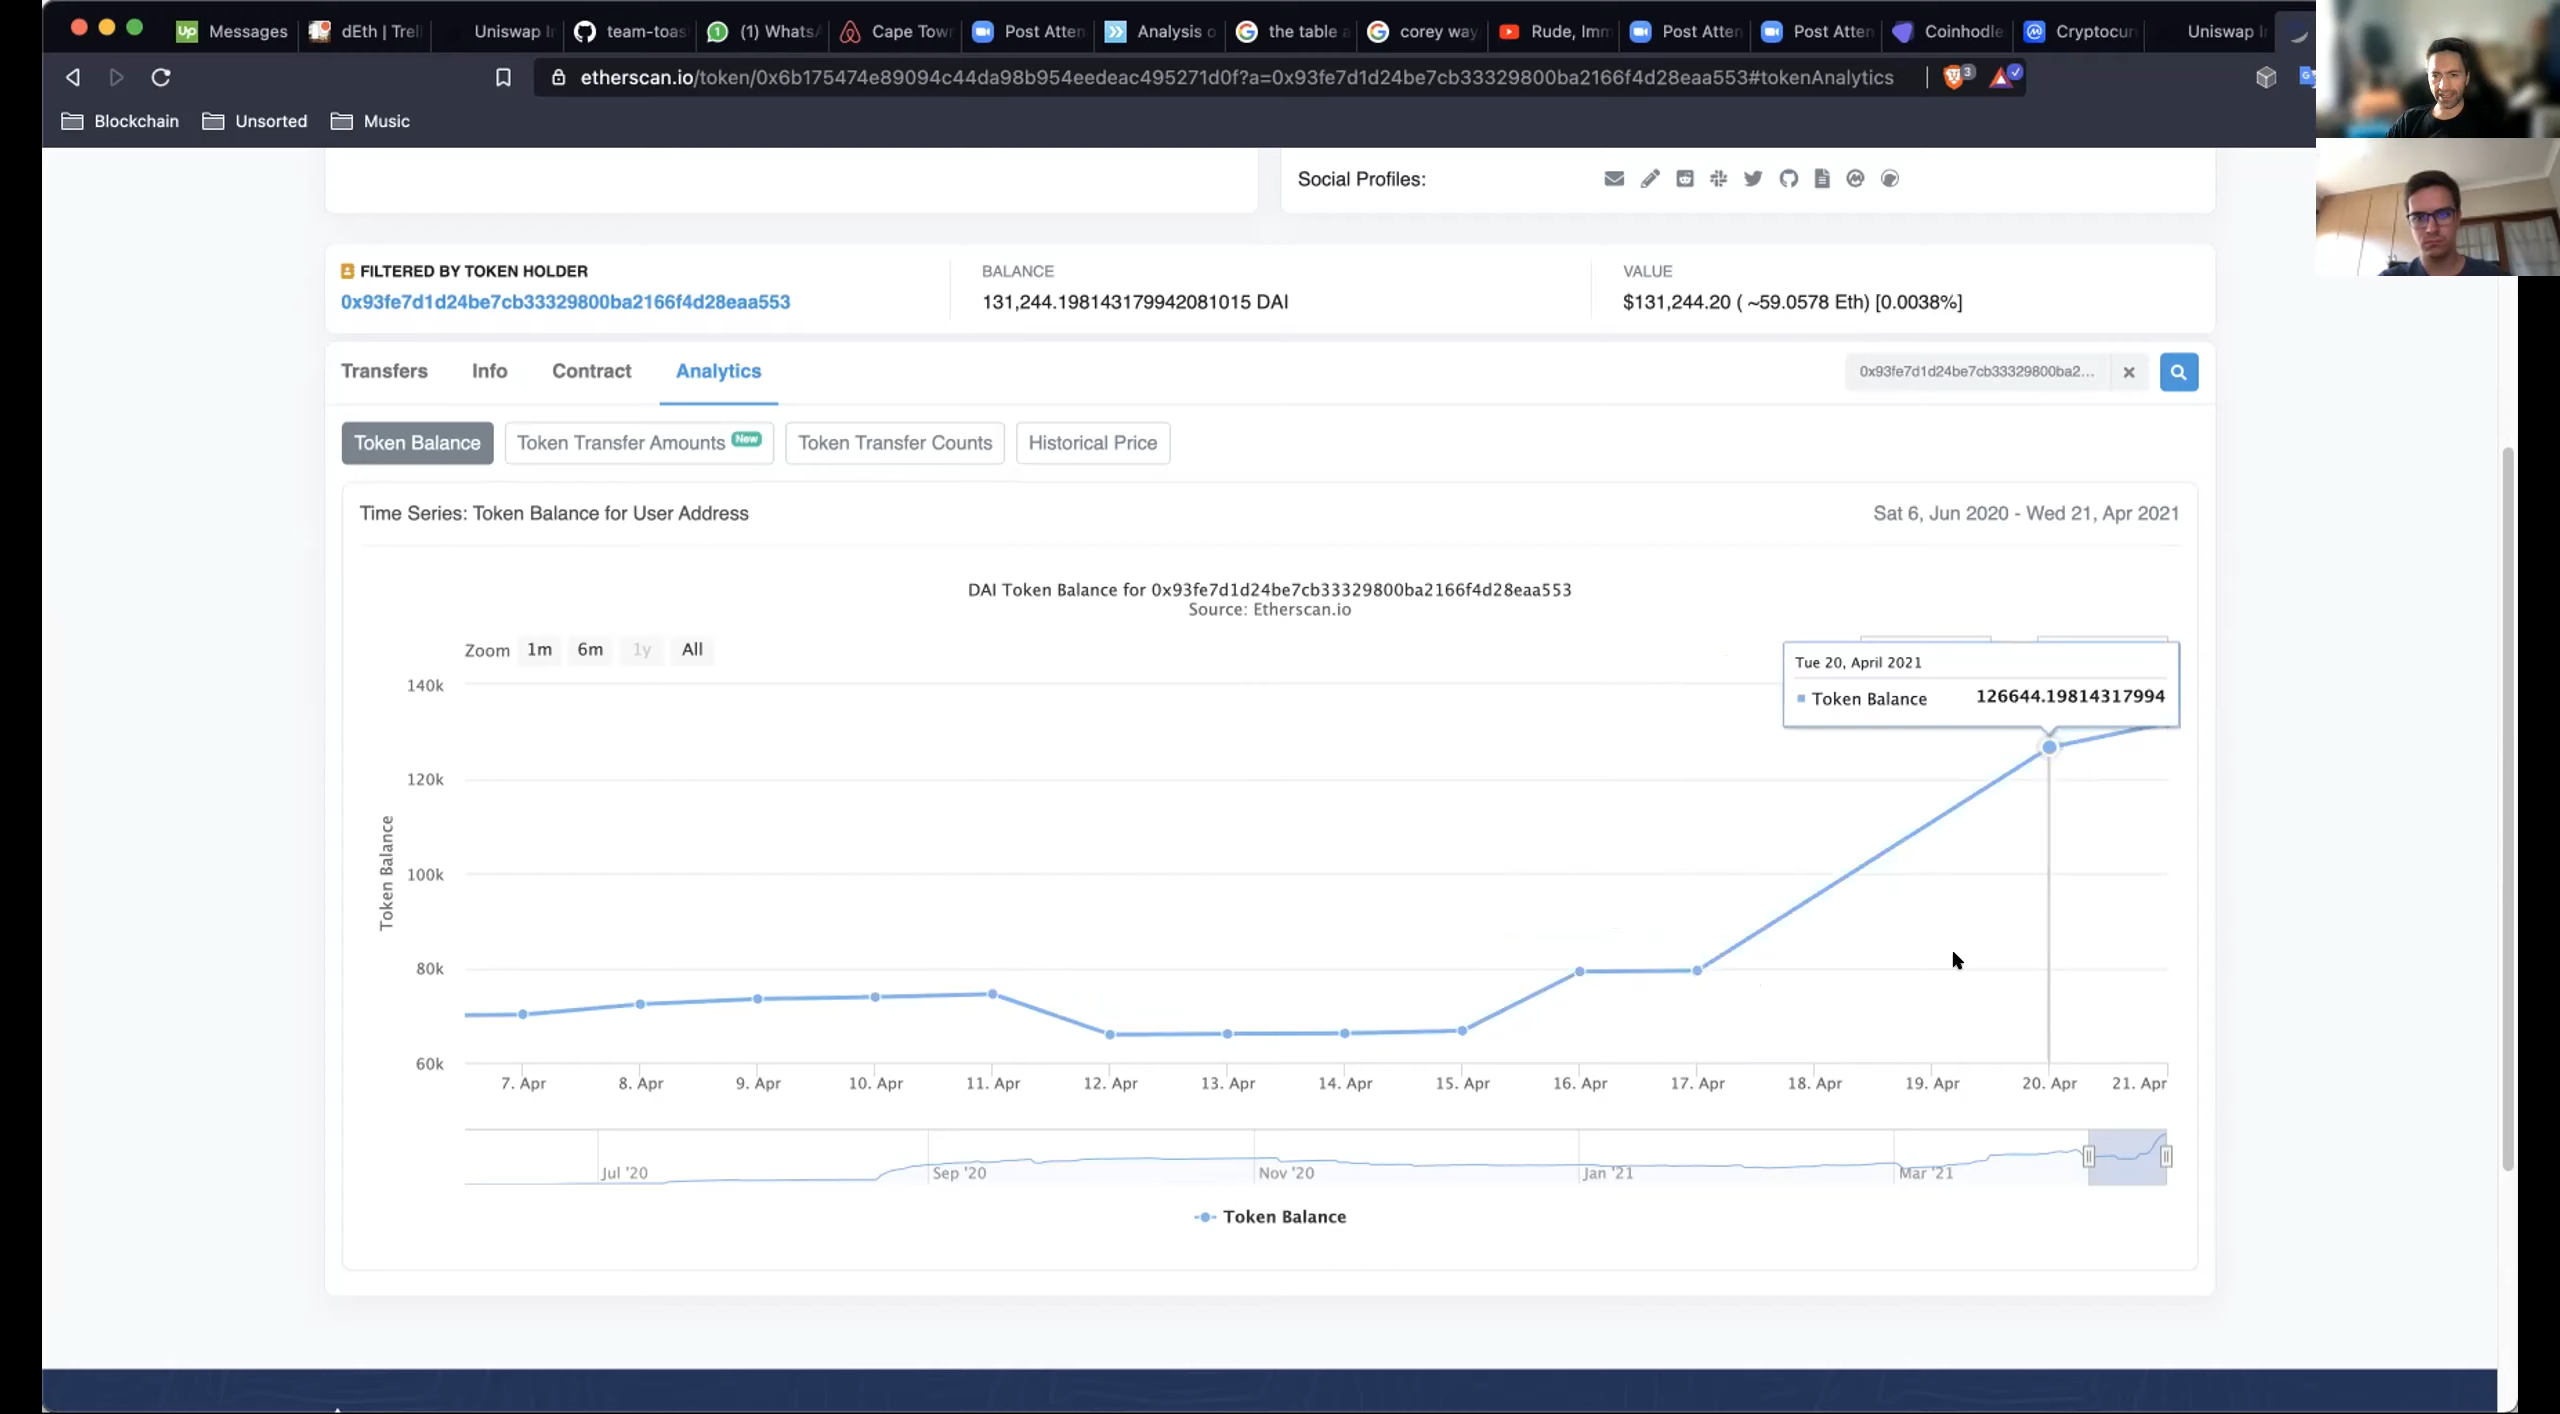 Messages
dEth | Trel
Uniswap I
team-toas
(1) Whats
Cape Tow
Post Atten
Analysis o
the table a
corey way
Rude, Imm
Post Atten
Post Atten
Coinhodle
Cryptocur
Uniswap I
etherscan.io/token/0x6b175474e89094c44da98b954eedeac495271d0f?a=0x93fe7d1d24be7cb33329800ba2166f4d28eaa553#tokenAnalytics
3
Blockchain
Unsorted
Music
Social Profiles:
FILTERED BY TOKEN HOLDER
0x93fe7d1d24be7cb33329800ba2166f4d28eaa553
BALANCE
131,244.198143179942081015 DAI
VALUE
$131,244.20 ( ~59.0578 Eth) [0.0038%]
Transfers
Info
Contract
Analytics
0x93fe7d1d24be7cb33329800ba2...
Token Balance
Token Transfer Amounts New
Token Transfer Counts
Historical Price
Time Series: Token Balance for User Address
Sat 6, Jun 2020 - Wed 21, Apr 2021
DAI Token Balance for 0x93fe7d1d24be7cb33329800ba2166f4d28eaa553
Source: Etherscan.io
Zoom 1m 6m 1y All
Tue 20, April 2021
Token Balance 126644.19814317994
Token Balance
140k
120k
100k
80k
60k
7. Apr
8. Apr
9. Apr
10. Apr
11. Apr
12. Apr
13. Apr
14. Apr
15. Apr
16. Apr
17. Apr
18. Apr
19. Apr
20. Apr
21. Apr
Jul '20
Sep '20
Nov '20
Jan '21
Mar '21
Token Balance